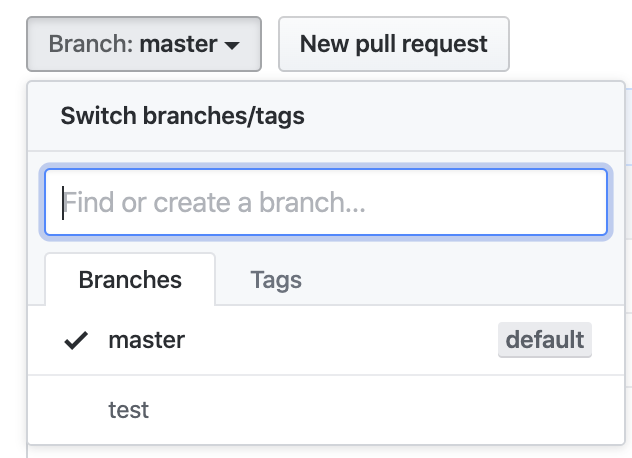 Branch: master New pull request
Switch branches/tags
Find or create a branch...
Branches Tags
master default
test